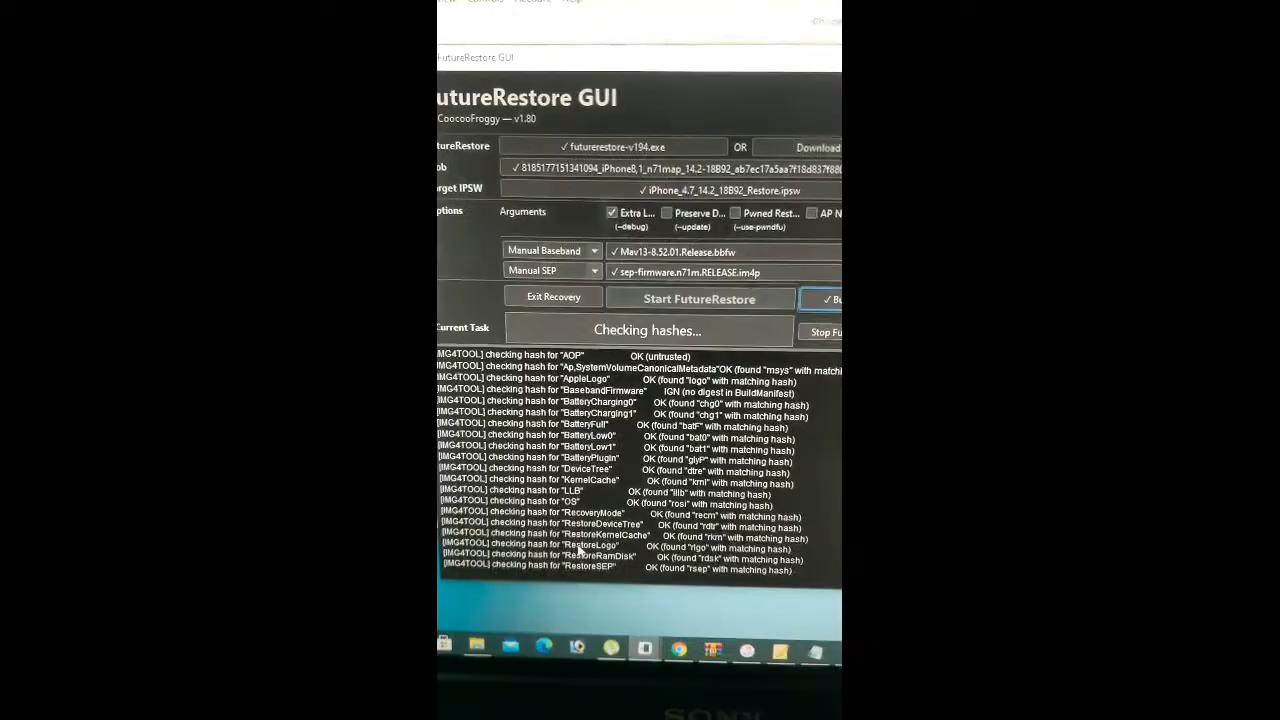 Controls Account Help
FutureRestore GUI
utureRestore GUI
CoocooFroggy — v1.80
tureRestore ✓ futurerestore-v194.exe OR Download
ob ✓ 8185177151341094_iPhone8,1_n71map_14.2-18B92_ab7ec17a5aa7f18d837f880
arget IPSW ✓ iPhone_4.7_14.2_18B92_Restore.ipsw
ptions Arguments Extra L... Preserve D... Pwned Rest... AP N
(--debug) (--update) (--use-pwndfu)
Manual Baseband ✓ Mav13-8.52.01.Release.bbfw
Manual SEP ✓ sep-firmware.n71m.RELEASE.im4p
Exit Recovery Start FutureRestore ✓ Bu
Current Task Checking hashes... Stop Fu
IMG4TOOL] checking hash for "AOP" OK (untrusted)
[IMG4TOOL] checking hash for "Ap,SystemVolumeCanonicalMetadata"OK (found "msys" with matchi
[IMG4TOOL] checking hash for "AppleLogo" OK (found "logo" with matching hash)
[IMG4TOOL] checking hash for "BasebandFirmware" IGN (no digest in BuildManifest)
[IMG4TOOL] checking hash for "BatteryCharging0" OK (found "chg0" with matching hash)
[IMG4TOOL] checking hash for "BatteryCharging1" OK (found "chg1" with matching hash)
[IMG4TOOL] checking hash for "BatteryFull" OK (found "batF" with matching hash)
[IMG4TOOL] checking hash for "BatteryLow0" OK (found "bat0" with matching hash)
[IMG4TOOL] checking hash for "BatteryLow1" OK (found "bat1" with matching hash)
[IMG4TOOL] checking hash for "BatteryPlugin" OK (found "glyP" with matching hash)
[IMG4TOOL] checking hash for "DeviceTree" OK (found "dtre" with matching hash)
[IMG4TOOL] checking hash for "KernelCache" OK (found "krnl" with matching hash)
[IMG4TOOL] checking hash for "LLB" OK (found "illb" with matching hash)
[IMG4TOOL] checking hash for "OS" OK (found "rosi" with matching hash)
[IMG4TOOL] checking hash for "RecoveryMode" OK (found "recm" with matching hash)
[IMG4TOOL] checking hash for "RestoreDeviceTree" OK (found "rdtr" with matching hash)
[IMG4TOOL] checking hash for "RestoreKernelCache" OK (found "rkrn" with matching hash)
[IMG4TOOL] checking hash for "RestoreLogo" OK (found "rlgo" with matching hash)
[IMG4TOOL] checking hash for "RestoreRamDisk" OK (found "rdsk" with matching hash)
[IMG4TOOL] checking hash for "RestoreSEP" OK (found "rsep" with matching hash)
SONY